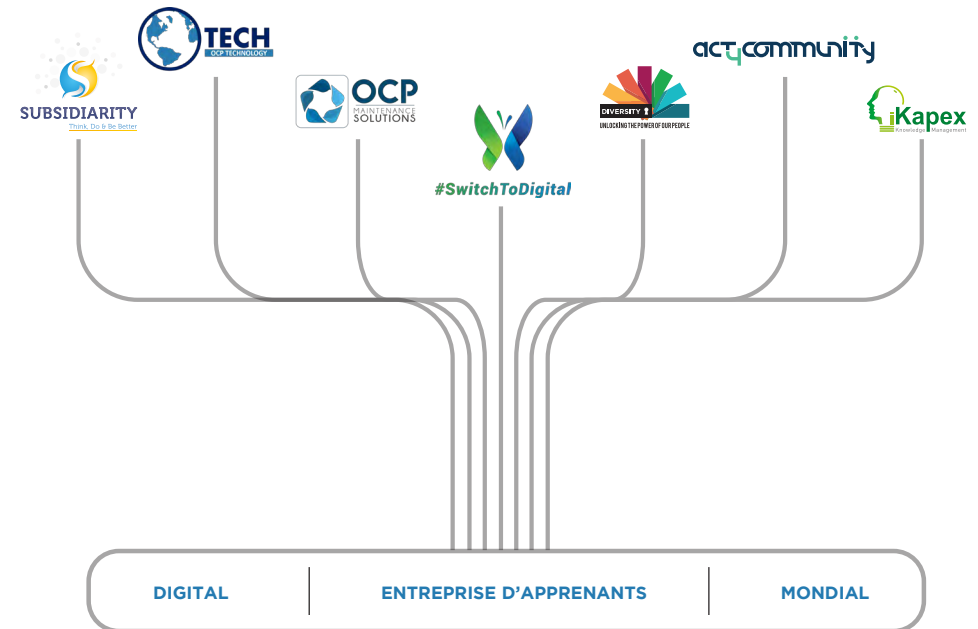 SUBSIDIARITY
Think, Do & Be Better
TECH
OCP TECHNOLOGY
OCP
MAINTENANCE
SOLUTIONS
#SwitchToDigital
DIVERSITY
UNLOCKING THE POWER OF OUR PEOPLE
act4community
iKapex
Knowledge Management
DIGITAL
ENTREPRISE D’APPRENANTS
MONDIAL